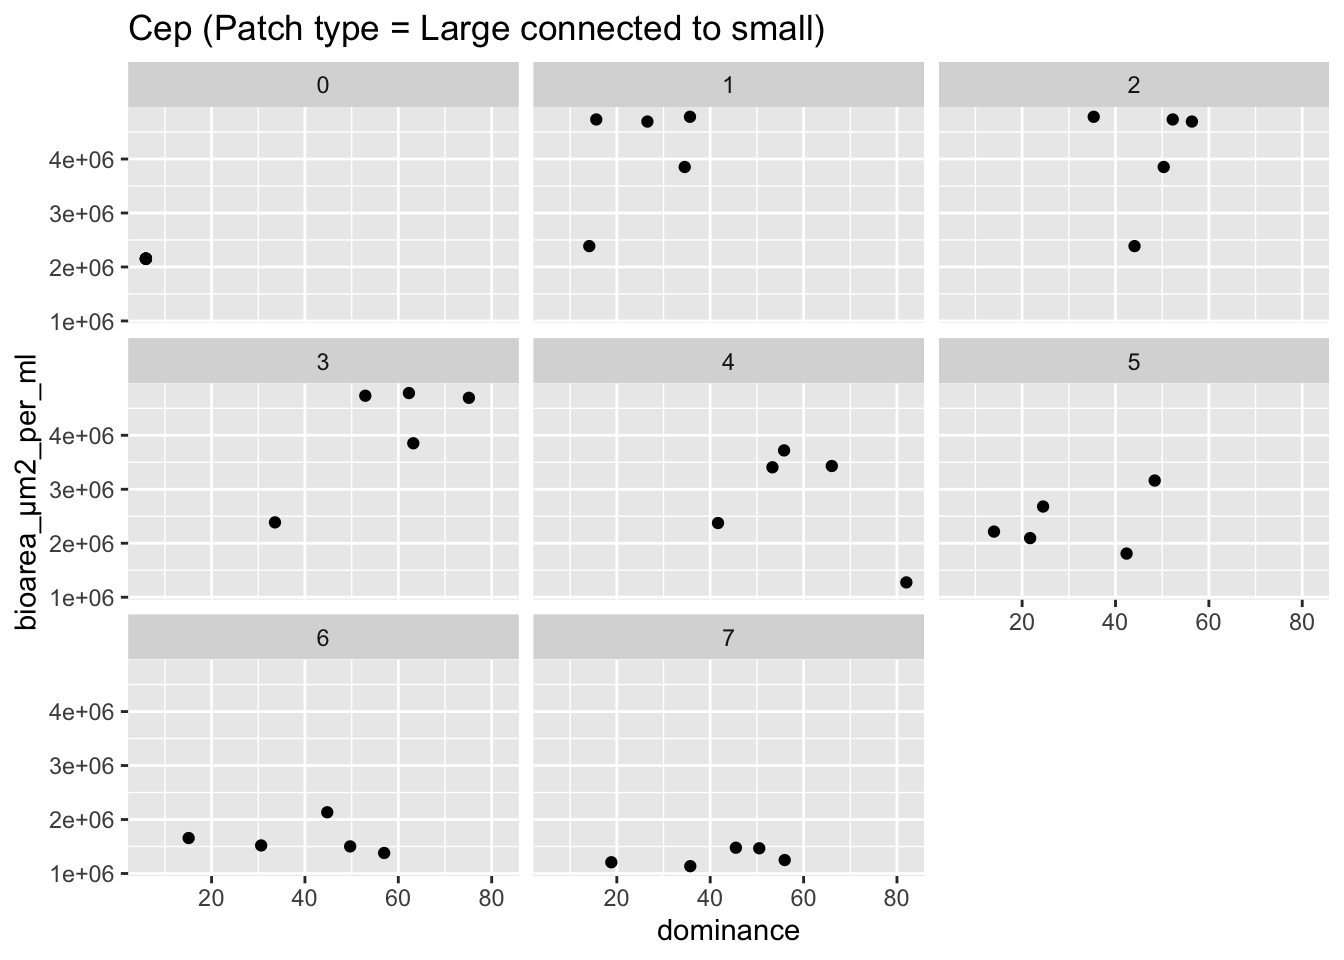 Cep (Patch type = Large connected to small)
0
1
2
4e+06
3e+06
2e+06
1e+06
3
4
5
4e+06
3e+06
2e+06
1e+06
20 40 60 80
6
7
4e+06
3e+06
2e+06
1e+06
20 40 60 80
20 40 60 80
dominance
bioarea_µm2_per_ml